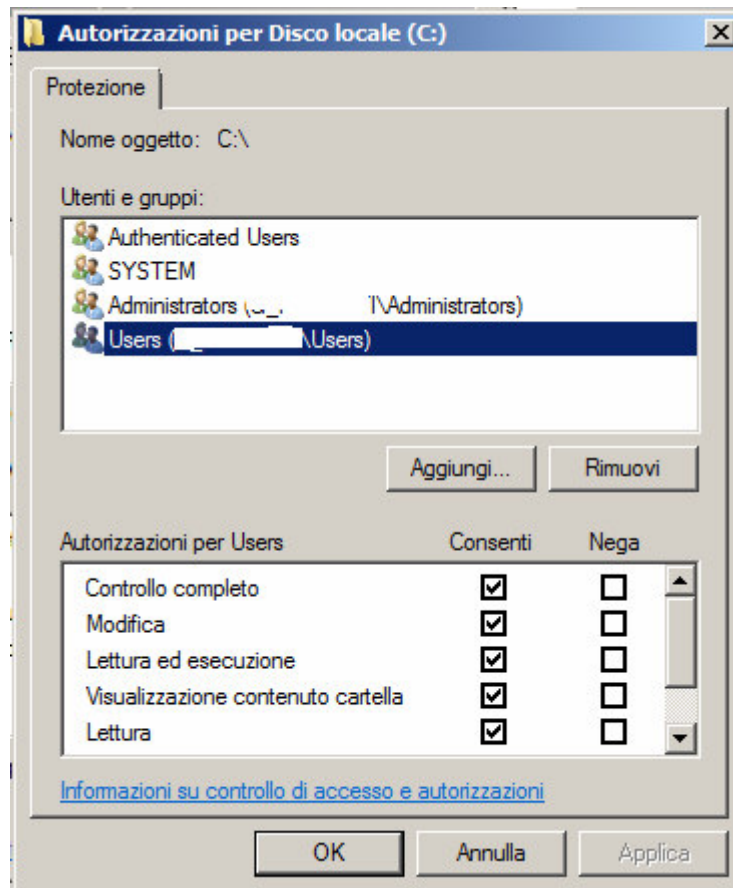 Autorizzazioni per Disco locale (C:)
Protezione
Nome oggetto: C:\
Utenti e gruppi:
Authenticated Users
SYSTEM
Administrators ( \Administrators)
Users ( \Users)
Aggiungi... Rimuovi
Autorizzazioni per Users Consenti Nega
Controllo completo
Modifica
Lettura ed esecuzione
Visualizzazione contenuto cartella
Lettura
Informazioni su controllo di accesso e autorizzazioni
OK Annulla Applica